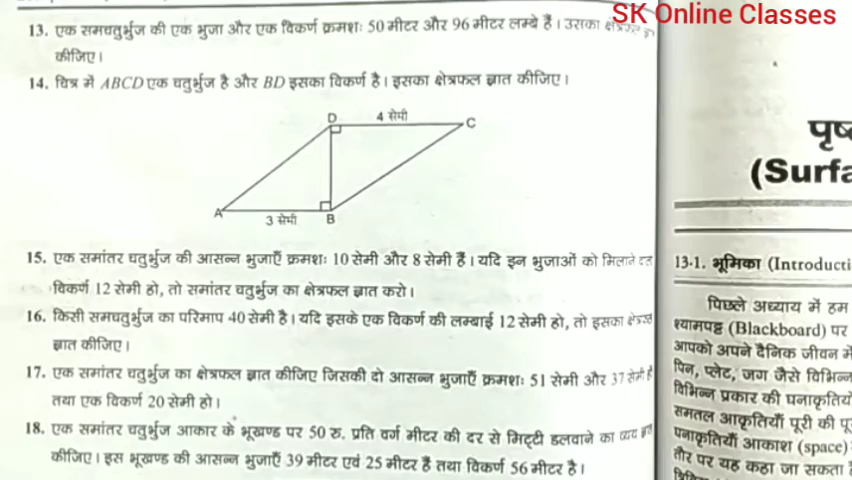 SK Online Classes
13. एक समचतुर्भुज की एक भुजा और एक विकर्ण क्रमशः 50 मीटर और 96 मीटर लम्बे हैं। उसका
कीजिए।
14. चित्र में ABCD एक चतुर्भुज है और BD इसका विकर्ण है। इसका क्षेत्रफल ज्ञात कीजिए।
D 4 सेमी C
A 3 सेमी B
15. एक समांतर चतुर्भुज की आसन्न भुजाएँ क्रमशः 10 सेमी और 8 सेमी हैं। यदि इन भुजाओं को मिलाने
विकर्ण 12 सेमी हो, तो समांतर चतुर्भुज का क्षेत्रफल ज्ञात करो।
16. किसी समचतुर्भुज का परिमाप 40 सेमी है। यदि इसके एक विकर्ण की लम्बाई 12 सेमी हो, तो इसका
ज्ञात कीजिए।
17. एक समांतर चतुर्भुज का क्षेत्रफल ज्ञात कीजिए जिसकी दो आसन्न भुजाएँ क्रमशः 51 सेमी और 37 सेमी
तथा एक विकर्ण 20 सेमी हो।
18. एक समांतर चतुर्भुज आकार के भूखण्ड पर 50 रु. प्रति वर्ग मीटर की दर से मिट्टी डलवाने का व्यय
कीजिए। इस भूखण्ड की आसन्न भुजाएँ 39 मीटर एवं 25 मीटर हैं तथा विकर्ण 56 मीटर है।
(Surfa
13.1. भूमिका (Introducti
पिछले अध्याय में हम
श्यामपट्ट (Blackboard) पर
आपको अपने दैनिक जीवन में
पिन, प्लेट, जग जैसे विभिन्न
विभिन्न प्रकार की घनाकृतियों
समतल आकृतियाँ पूरी की
घनाकृतियाँ आकाश (space)
तौर पर यह कहा जा सकता